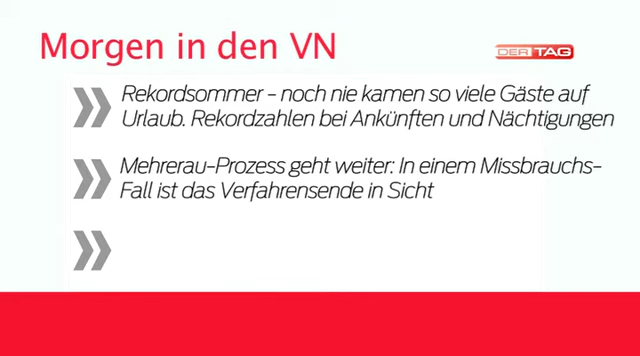 Morgen in den VN
DER TAG
Rekordsommer - noch nie kamen so viele Gäste auf
Urlaub. Rekordzahlen bei Ankünften und Nächtigungen
Mehrerau-Prozess geht weiter: In einem Missbrauchs-
Fall ist das Verfahrensende in Sicht